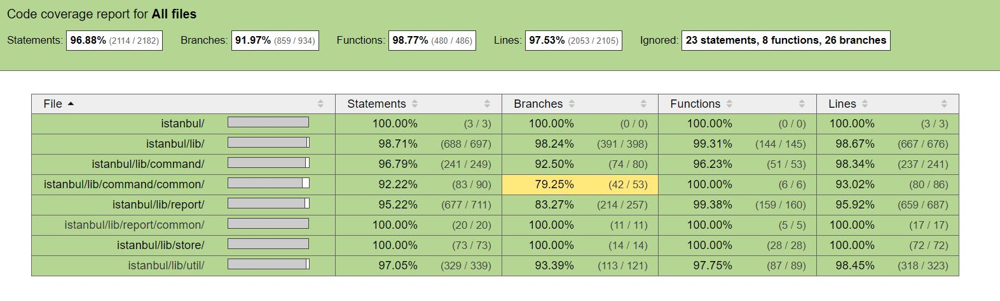 Code coverage report for All files
Statements: 96.88% (2114 / 2182) Branches: 91.97% (859 / 934) Functions: 98.77% (480 / 486) Lines: 97.53% (2053 / 2105) Ignored: 23 statements, 8 functions, 26 branches
File Statements Branches Functions Lines
istanbul/ 100.00% (3 / 3) 100.00% (0 / 0) 100.00% (0 / 0) 100.00% (3 / 3)
istanbul/lib/ 98.71% (688 / 697) 98.24% (391 / 398) 99.31% (144 / 145) 98.67% (667 / 676)
istanbul/lib/command/ 96.79% (241 / 249) 92.50% (74 / 80) 96.23% (51 / 53) 98.34% (237 / 241)
istanbul/lib/command/common/ 92.22% (83 / 90) 79.25% (42 / 53) 100.00% (6 / 6) 93.02% (80 / 86)
istanbul/lib/report/ 95.22% (677 / 711) 83.27% (214 / 257) 99.38% (159 / 160) 95.92% (659 / 687)
istanbul/lib/report/common/ 100.00% (20 / 20) 100.00% (11 / 11) 100.00% (5 / 5) 100.00% (17 / 17)
istanbul/lib/store/ 100.00% (73 / 73) 100.00% (14 / 14) 100.00% (28 / 28) 100.00% (72 / 72)
istanbul/lib/util/ 97.05% (329 / 339) 93.39% (113 / 121) 97.75% (87 / 89) 98.45% (318 / 323)